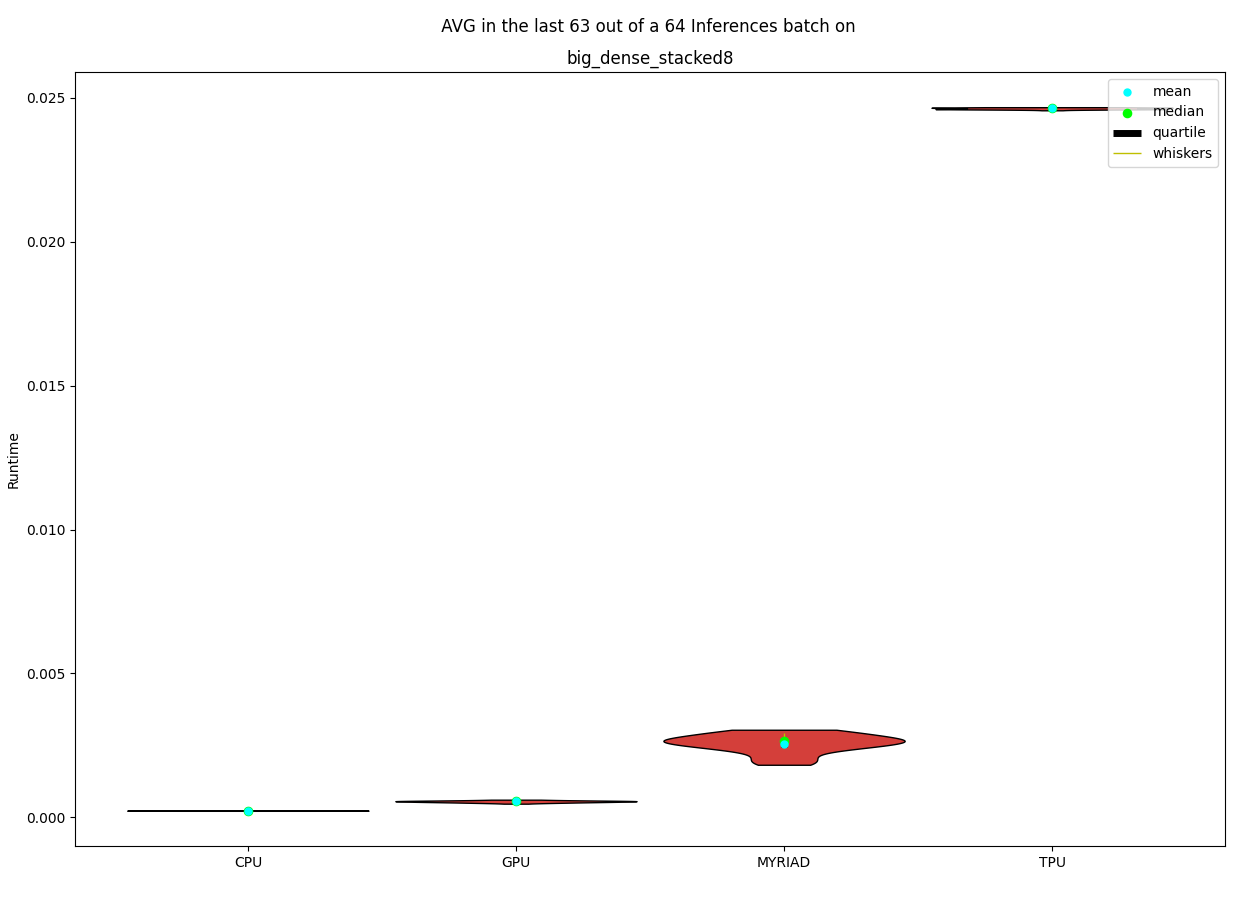 AVG in the last 63 out of a 64 Inferences batch on
big_dense_stacked8
mean
median
quartile
whiskers
Runtime
0.025
0.020
0.015
0.010
0.005
0.000
CPU
GPU
MYRIAD
TPU